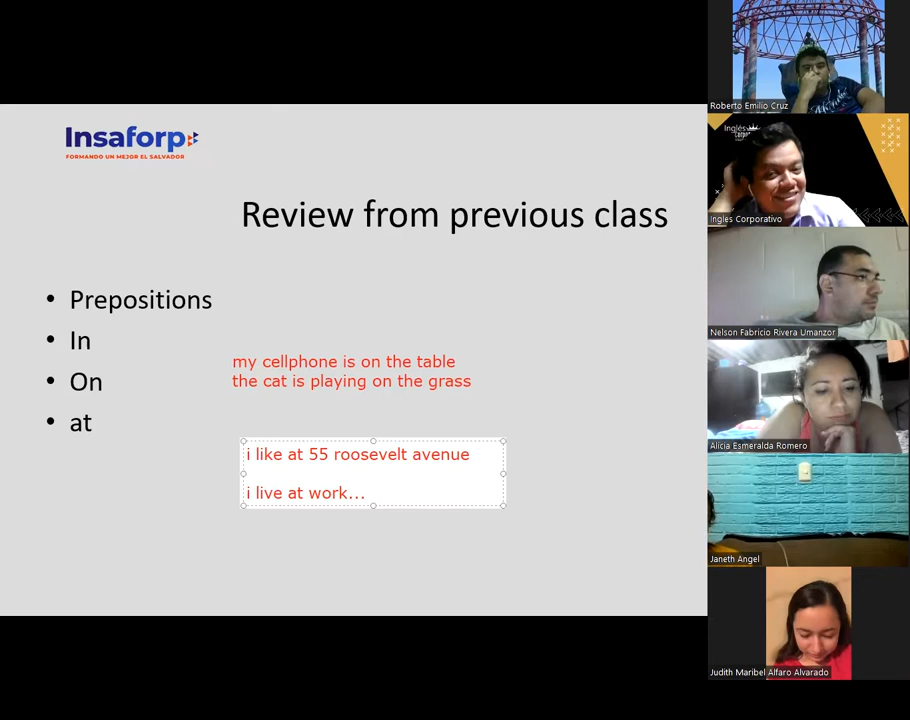 Insaforp
FORMANDO UN MEJOR EL SALVADOR
Review from previous class
• Prepositions
• In
• On
• at
my cellphone is on the table
the cat is playing on the grass
i like at 55 roosevelt avenue
i live at work...
Roberto Emilio Cruz
Inglés
Ingles Corporativo
Nelson Fabricio Rivera Umanzor
Alicia Esmeralda Romero
Janeth Angel
Judith Maribel Alfaro Alvarado